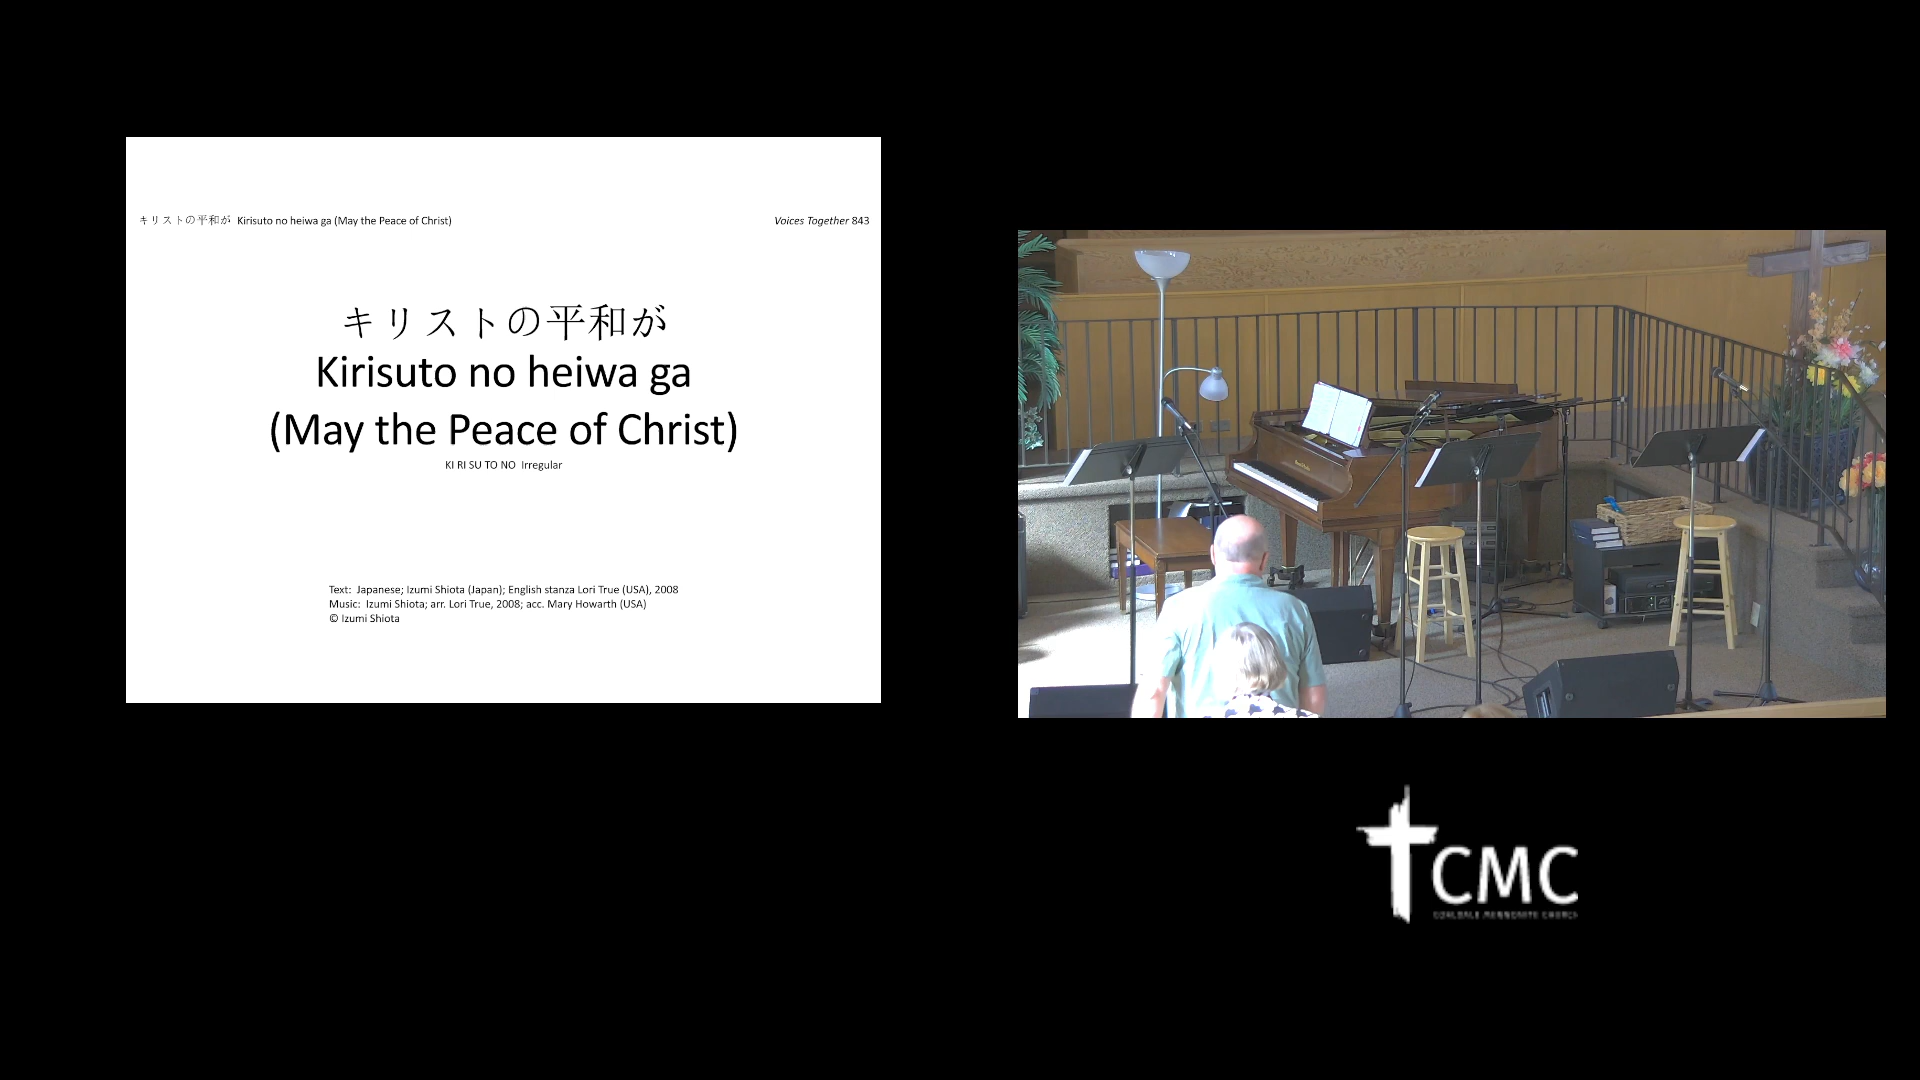 キリストの平和が Kirisuto no heiwa ga (May the Peace of Christ)
Voices Together 843
キリストの平和が
Kirisuto no heiwa ga
(May the Peace of Christ)
KI RI SU TO NO Irregular
Text: Japanese; Izumi Shiota (Japan); English stanza Lori True (USA), 2008
Music: Izumi Shiota; arr. Lori True, 2008; acc. Mary Howarth (USA)
© Izumi Shiota
CMC
COALDALE MENNONITE CHURCH